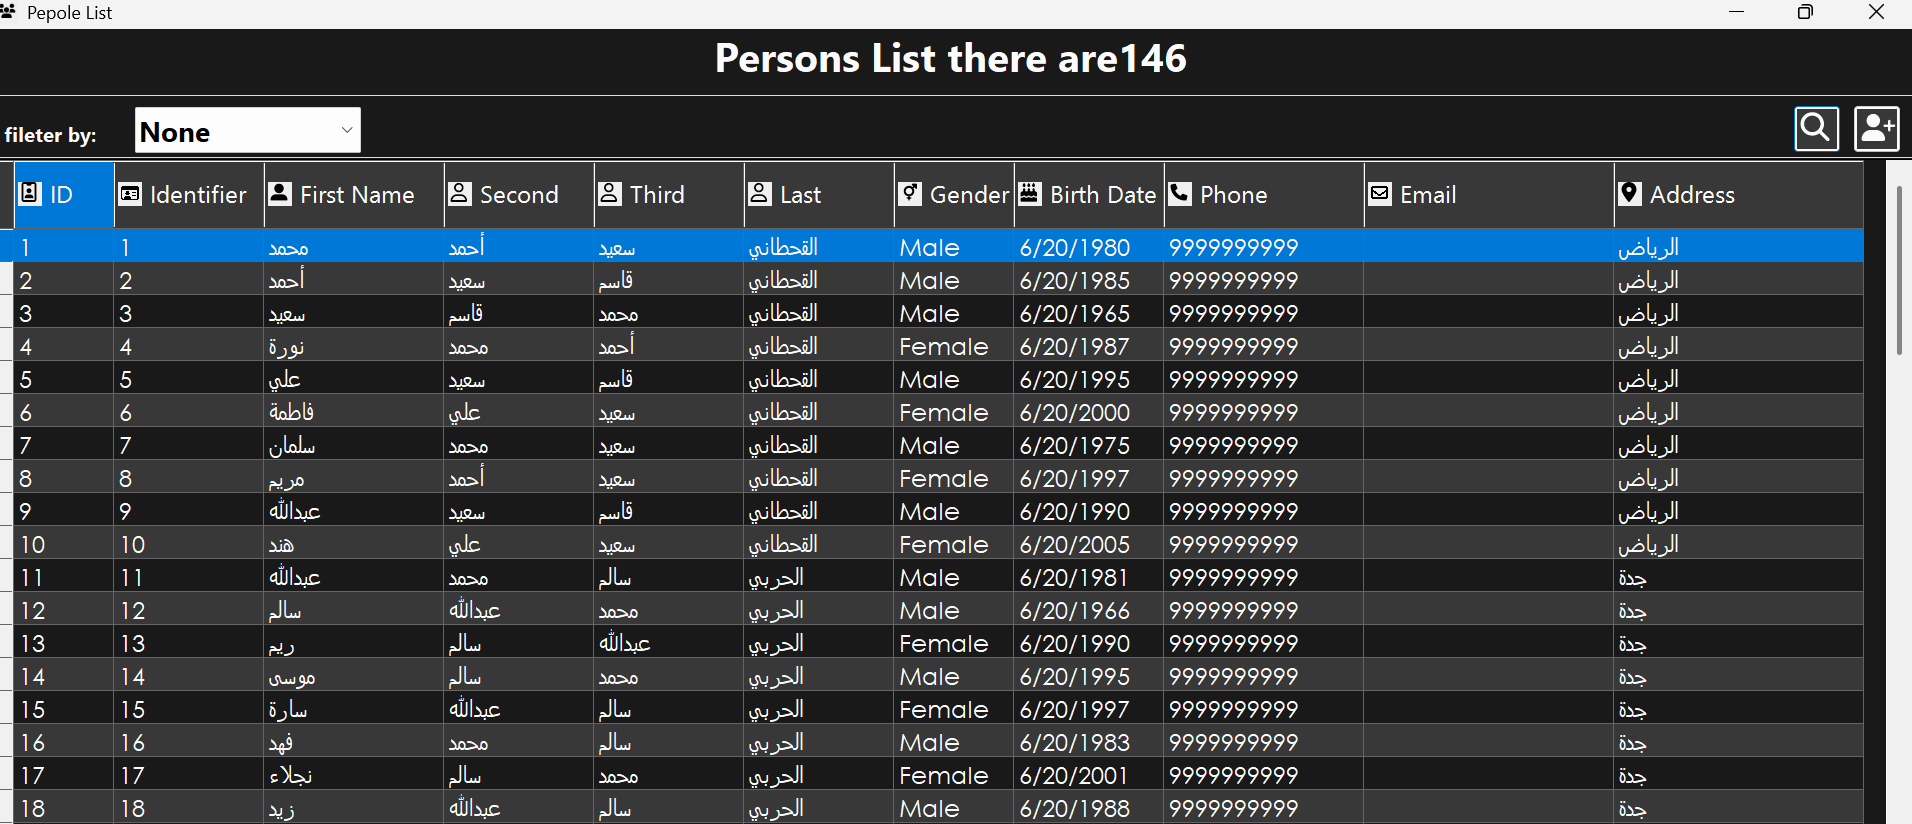 Pepole List
Persons List there are146
fileter by: None
ID Identifier First Name Second Third Last Gender Birth Date Phone Email Address
1 1 محمد أحمد سعيد القحطاني Male 6/20/1980 9999999999 الرياض
2 2 أحمد سعيد قاسم القحطاني Male 6/20/1985 9999999999 الرياض
3 3 سعيد قاسم محمد القحطاني Male 6/20/1965 9999999999 الرياض
4 4 نورة محمد أحمد القحطاني Female 6/20/1987 9999999999 الرياض
5 5 علي سعيد قاسم القحطاني Male 6/20/1995 9999999999 الرياض
6 6 فاطمة علي سعيد القحطاني Female 6/20/2000 9999999999 الرياض
7 7 سلمان محمد سعيد القحطاني Male 6/20/1975 9999999999 الرياض
8 8 مريم أحمد سعيد القحطاني Female 6/20/1997 9999999999 الرياض
9 9 عبدالله سعيد قاسم القحطاني Male 6/20/1990 9999999999 الرياض
10 10 هند علي سعيد القحطاني Female 6/20/2005 9999999999 الرياض
11 11 عبدالله محمد سالم الحربي Male 6/20/1981 9999999999 جدة
12 12 سالم عبدالله محمد الحربي Male 6/20/1966 9999999999 جدة
13 13 ريم سالم عبدالله الحربي Female 6/20/1990 9999999999 جدة
14 14 موسى سالم محمد الحربي Male 6/20/1995 9999999999 جدة
15 15 سارة عبدالله سالم الحربي Female 6/20/1997 9999999999 جدة
16 16 فهد محمد سالم الحربي Male 6/20/1983 9999999999 جدة
17 17 نجلاء سالم محمد الحربي Female 6/20/2001 9999999999 جدة
18 18 زيد عبدالله سالم الحربي Male 6/20/1988 9999999999 جدة